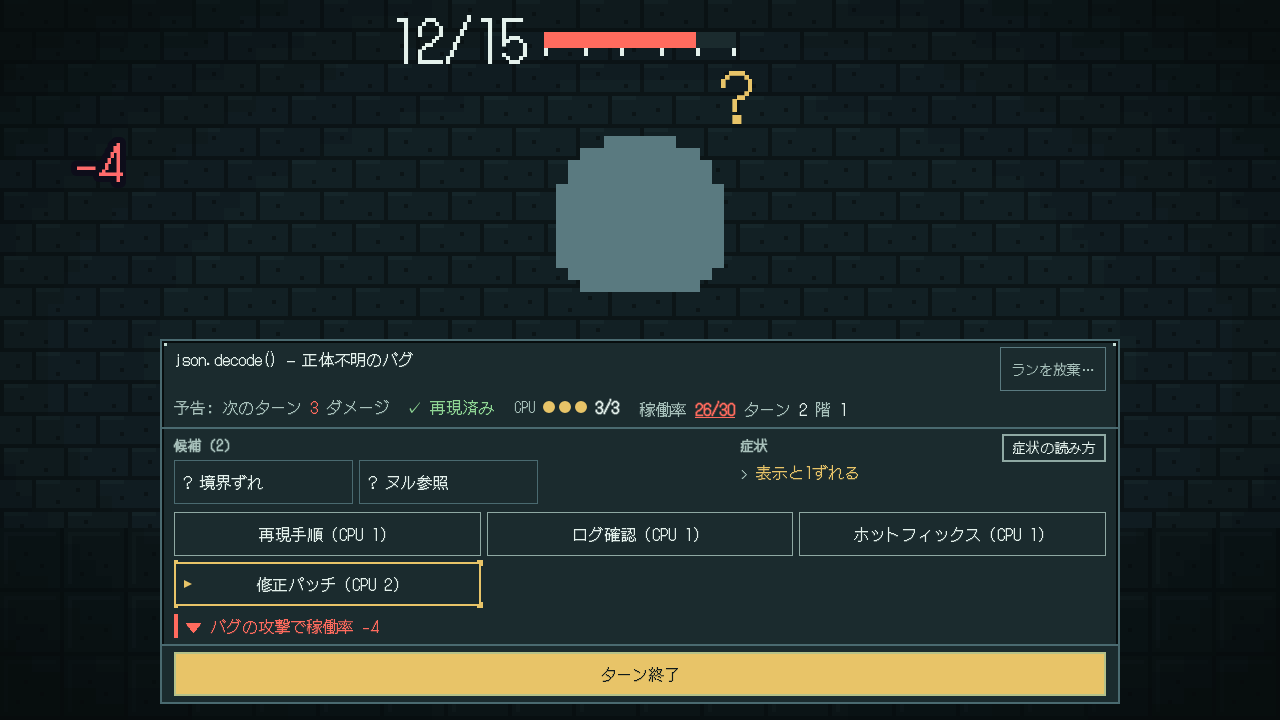 12/15
?
-4
json.decode() − 正体不明のバグ
ランを放棄…
予告: 次のターン 3 ダメージ ✓ 再現済み CPU 3/3 稼働率 26/30 ターン 2 階 1
候補 (2)
症状
症状の読み方
? 境界ずれ
? ヌル参照
› 表示と1ずれる
再現手順 (CPU 1)
ログ確認 (CPU 1)
ホットフィックス (CPU 1)
▶ 修正パッチ (CPU 2)
▼ バグの攻撃で稼働率 -4
ターン終了